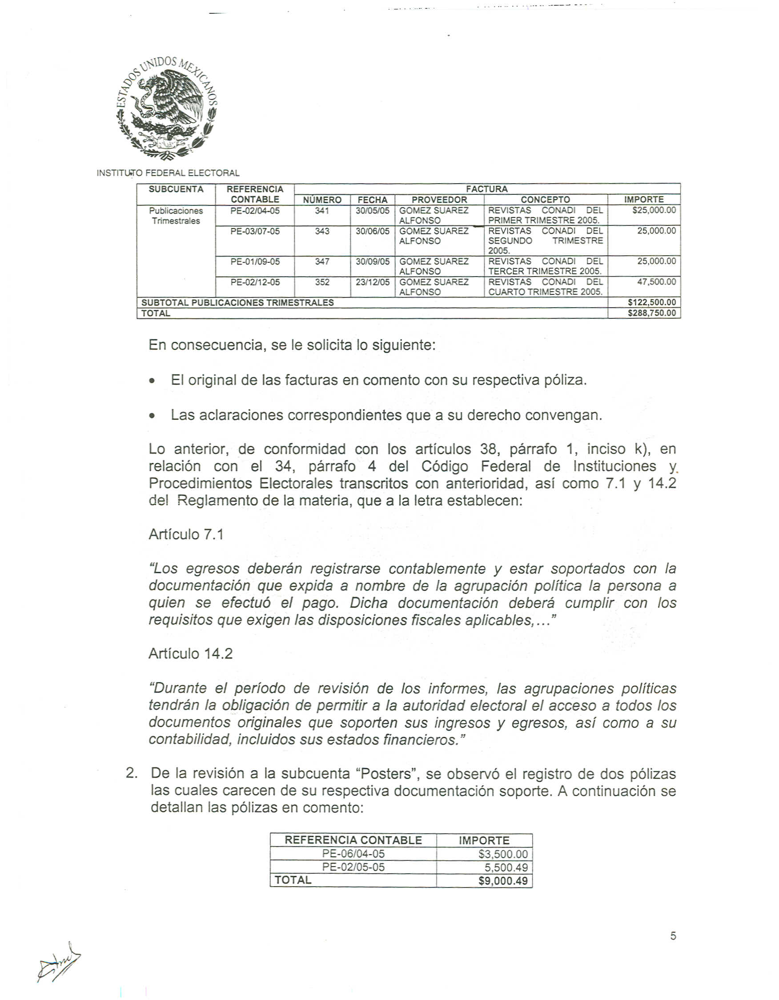 ESTADOS UNIDOS MEXICANOS
INSTITUTO FEDERAL ELECTORAL
SUBCUENTA REFERENCIA CONTABLE FACTURA
NÚMERO FECHA PROVEEDOR CONCEPTO IMPORTE
Publicaciones Trimestrales PE-02/04-05 341 30/05/05 GOMEZ SUAREZ ALFONSO REVISTAS CONADI DEL PRIMER TRIMESTRE 2005. $25,000.00
PE-03/07-05 343 30/06/05 GOMEZ SUAREZ ALFONSO REVISTAS CONADI DEL SEGUNDO TRIMESTRE 2005. 25,000.00
PE-01/09-05 347 30/09/05 GOMEZ SUAREZ ALFONSO REVISTAS CONADI DEL TERCER TRIMESTRE 2005. 25,000.00
PE-02/12-05 352 23/12/05 GOMEZ SUAREZ ALFONSO REVISTAS CONADI DEL CUARTO TRIMESTRE 2005. 47,500.00
SUBTOTAL PUBLICACIONES TRIMESTRALES $122,500.00
TOTAL $288,750.00
En consecuencia, se le solicita lo siguiente:
• El original de las facturas en comento con su respectiva póliza.
• Las aclaraciones correspondientes que a su derecho convengan.
Lo anterior, de conformidad con los artículos 38, párrafo 1, inciso k), en
relación con el 34, párrafo 4 del Código Federal de Instituciones y
Procedimientos Electorales transcritos con anterioridad, así como 7.1 y 14.2
del Reglamento de la materia, que a la letra establecen:
Artículo 7.1
“Los egresos deberán registrarse contablemente y estar soportados con la
documentación que expida a nombre de la agrupación política la persona a
quien se efectuó el pago. Dicha documentación deberá cumplir con los
requisitos que exigen las disposiciones fiscales aplicables,...”
Artículo 14.2
“Durante el período de revisión de los informes, las agrupaciones políticas
tendrán la obligación de permitir a la autoridad electoral el acceso a todos los
documentos originales que soporten sus ingresos y egresos, así como a su
contabilidad, incluidos sus estados financieros.”
2. De la revisión a la subcuenta “Posters”, se observó el registro de dos pólizas
las cuales carecen de su respectiva documentación soporte. A continuación se
detallan las pólizas en comento:
REFERENCIA CONTABLE IMPORTE
PE-06/04-05 $3,500.00
PE-02/05-05 5,500.49
TOTAL $9,000.49
5